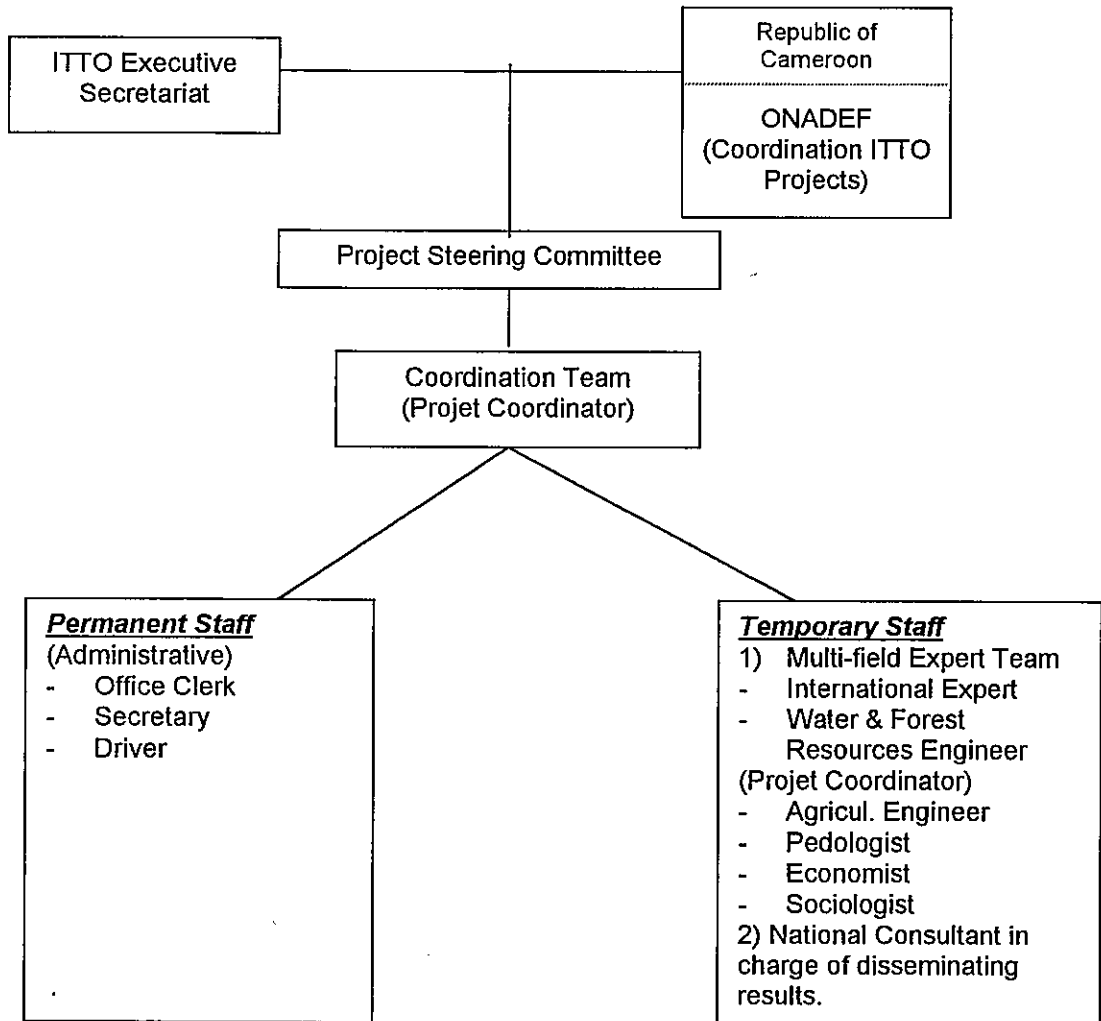 ITTO Executive
Secretariat
Republic of
Cameroon
ONADEF
(Coordination ITTO
Projects)
Project Steering Committee
Coordination Team
(Projet Coordinator)
Permanent Staff
(Administrative)
- Office Clerk
- Secretary
- Driver
Temporary Staff
1) Multi-field Expert Team
- International Expert
- Water & Forest
Resources Engineer
(Projet Coordinator)
- Agricul. Engineer
- Pedologist
- Economist
- Sociologist
2) National Consultant in
charge of disseminating
results.